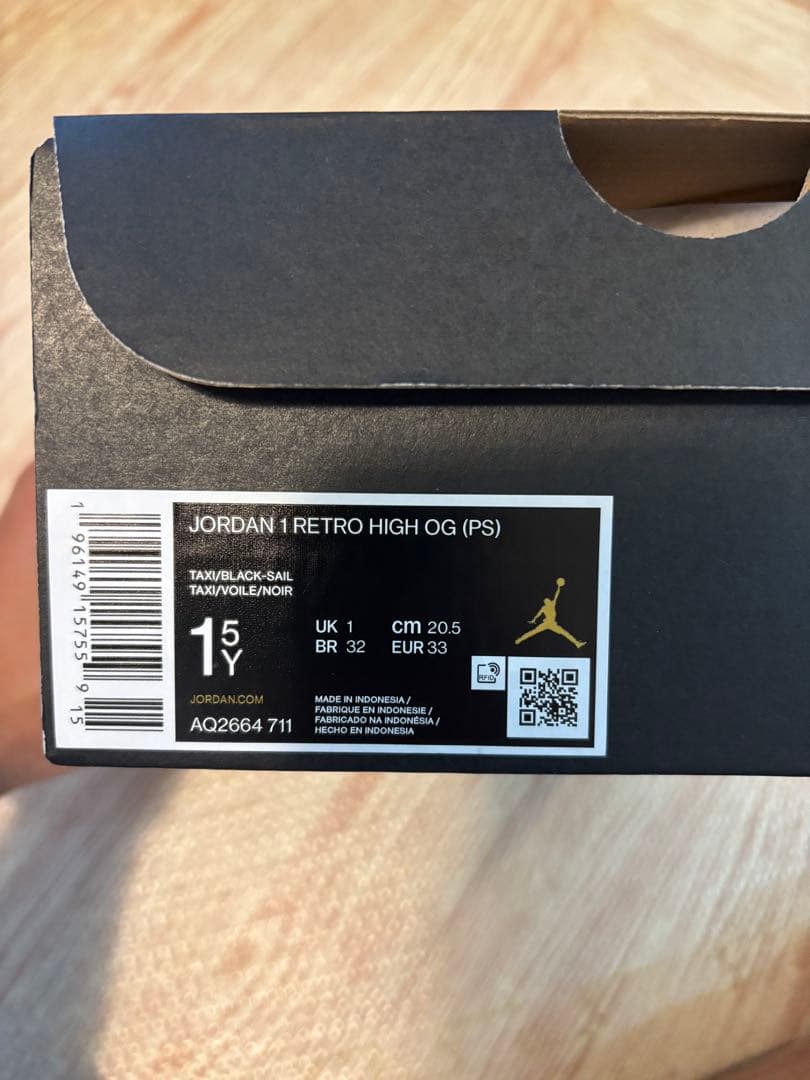 JORDAN 1 RETRO HIGH OG (PS)
TAXI/BLACK-SAIL
TAXI/VOILE/NOIR
1 5 Y
UK 1 cm 20.5
BR 32 EUR 33
RFID
JORDAN.COM
AQ2664 711
MADE IN INDONESIA /
FABRIQUE EN INDONESIE /
FABRICADO NA INDONÉSIA /
HECHO EN INDONESIA
1 96149 15755 9 15